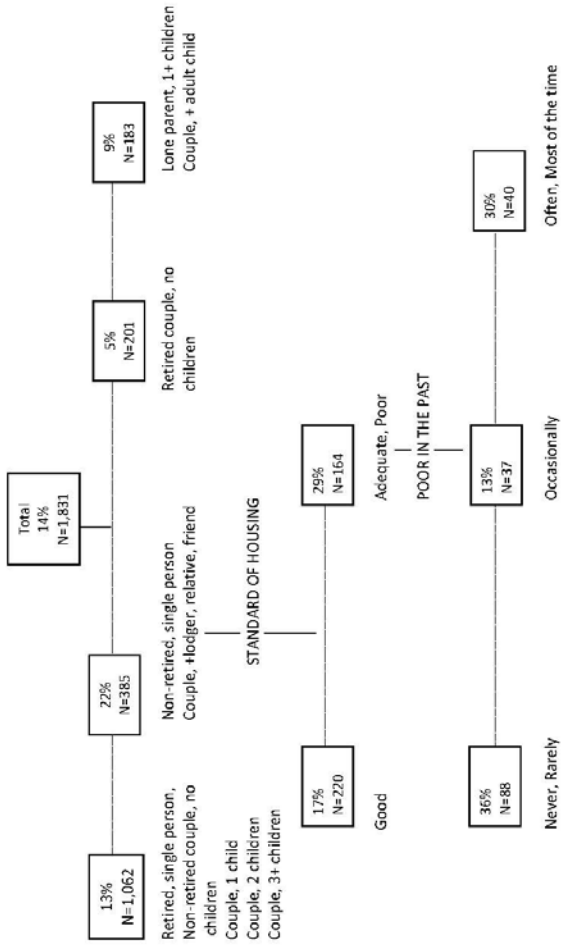 Total
14%
N=1,831
13%
N=1,062
22%
N=385
5%
N=201
9%
N=183
Retired, single person,
Non-retired couple, no
children
Couple, 1 child
Couple, 2 children
Couple, 3+ children
Non-retired, single person
Couple, +lodger, relative, friend
Retired couple, no
children
Lone parent, 1+ children
Couple, + adult child
STANDARD OF HOUSING
17%
N=220
29%
N=164
Good
Adequate, Poor
POOR IN THE PAST
36%
N=88
13%
N=37
30%
N=40
Never, Rarely
Occasionally
Often, Most of the time